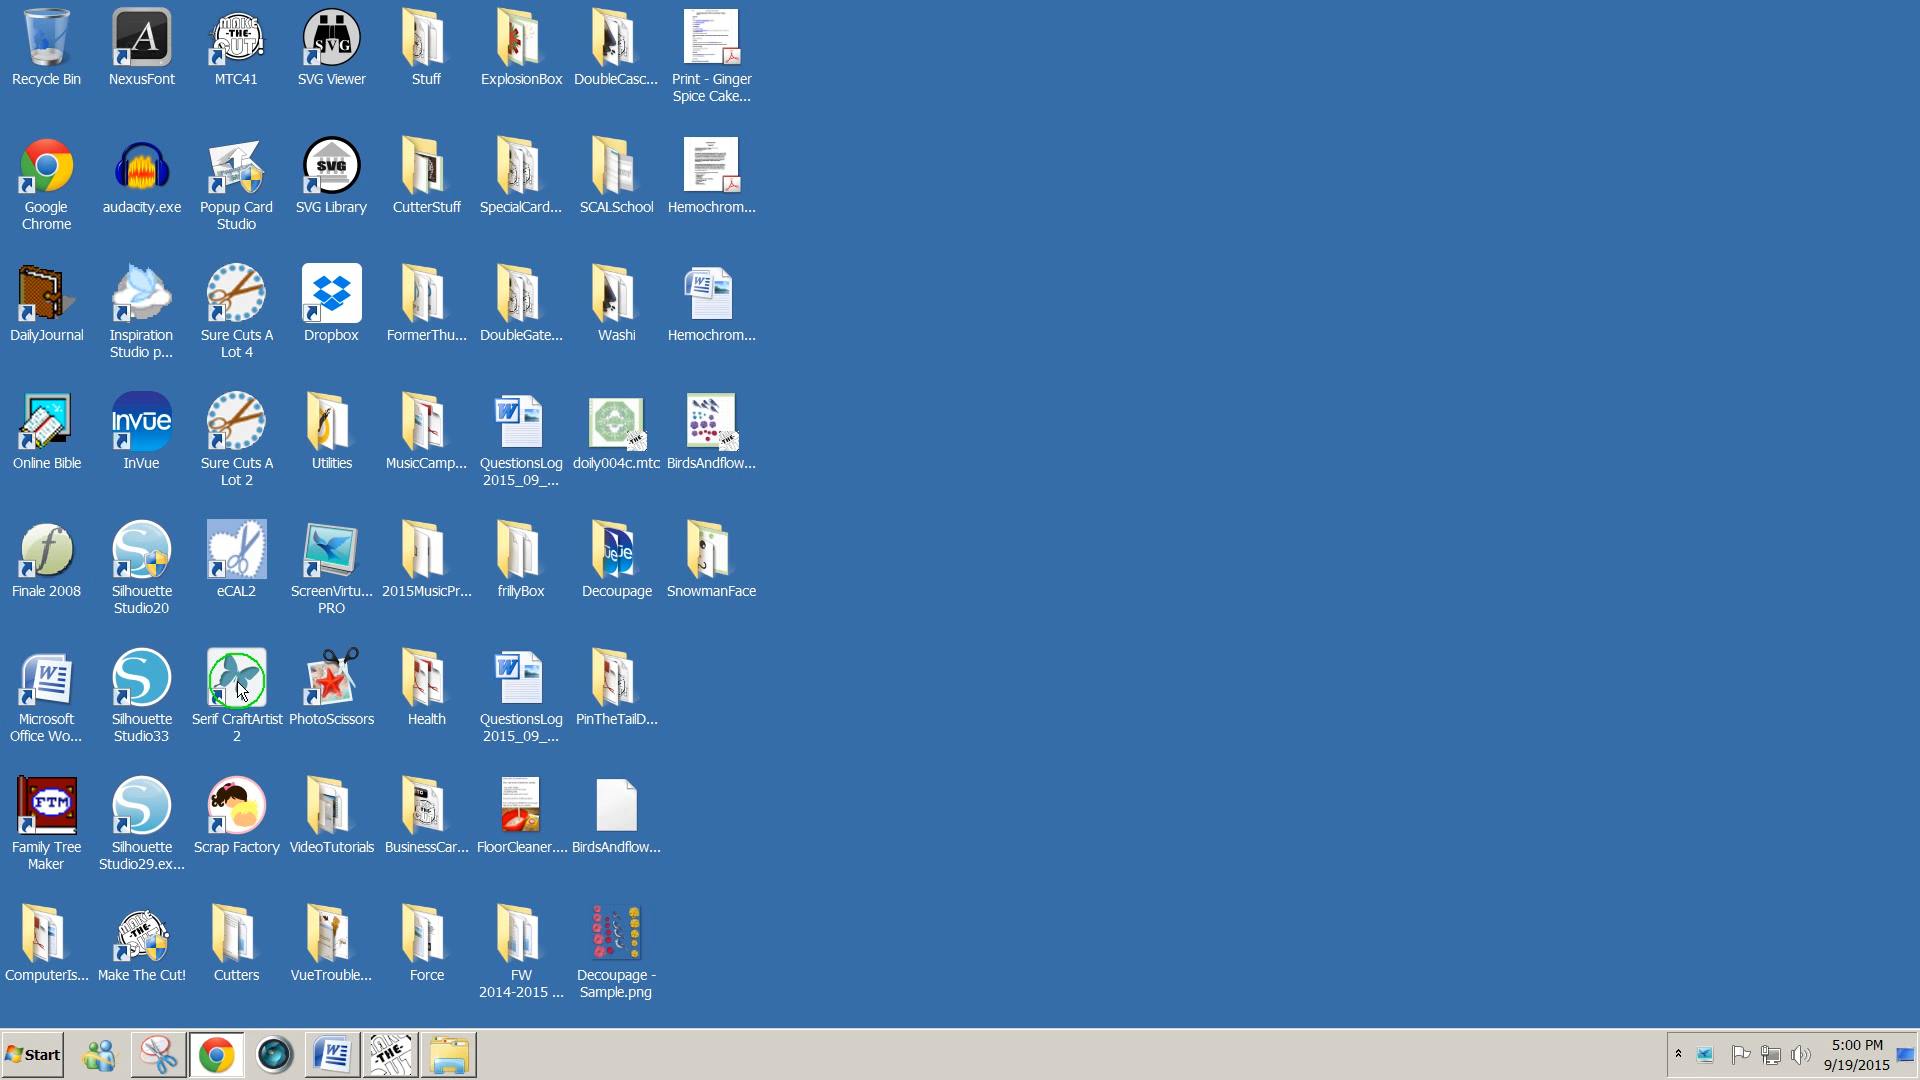 Recycle Bin
NexusFont
MTC41
SVG Viewer
Stuff
ExplosionBox
DoubleCasc...
Print - Ginger
Spice Cake...
Google
Chrome
audacity.exe
Popup Card
Studio
SVG Library
CutterStuff
SpecialCard...
SCALSchool
Hemochrom...
DailyJournal
Inspiration
Studio p...
Sure Cuts A
Lot 4
Dropbox
FormerThu...
DoubleGate...
Washi
Hemochrom...
Online Bible
InVue
Sure Cuts A
Lot 2
Utilities
MusicCamp...
QuestionsLog
2015_09_...
doily004c.mtc
BirdsAndflow...
Finale 2008
Silhouette
Studio20
eCAL2
ScreenVirtu...
PRO
2015MusicPr...
frillyBox
Decoupage
SnowmanFace
Microsoft
Office Wo...
Silhouette
Studio33
Serif CraftArtist
2
PhotoScissors
Health
QuestionsLog
2015_09_...
PinTheTailD...
Family Tree
Maker
Silhouette
Studio29.ex...
Scrap Factory
VideoTutorials
BusinessCar...
FloorCleaner....
BirdsAndflow...
ComputerIs...
Make The Cut!
Cutters
VueTrouble...
Force
FW
2014-2015 ...
Decoupage -
Sample.png
Start
5:00 PM
9/19/2015